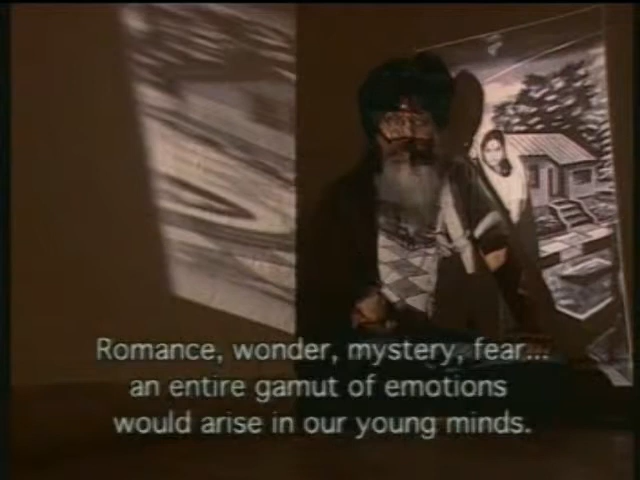 Romance, wonder, mystery, fear...
an entire gamut of emotions
would arise in our young minds.